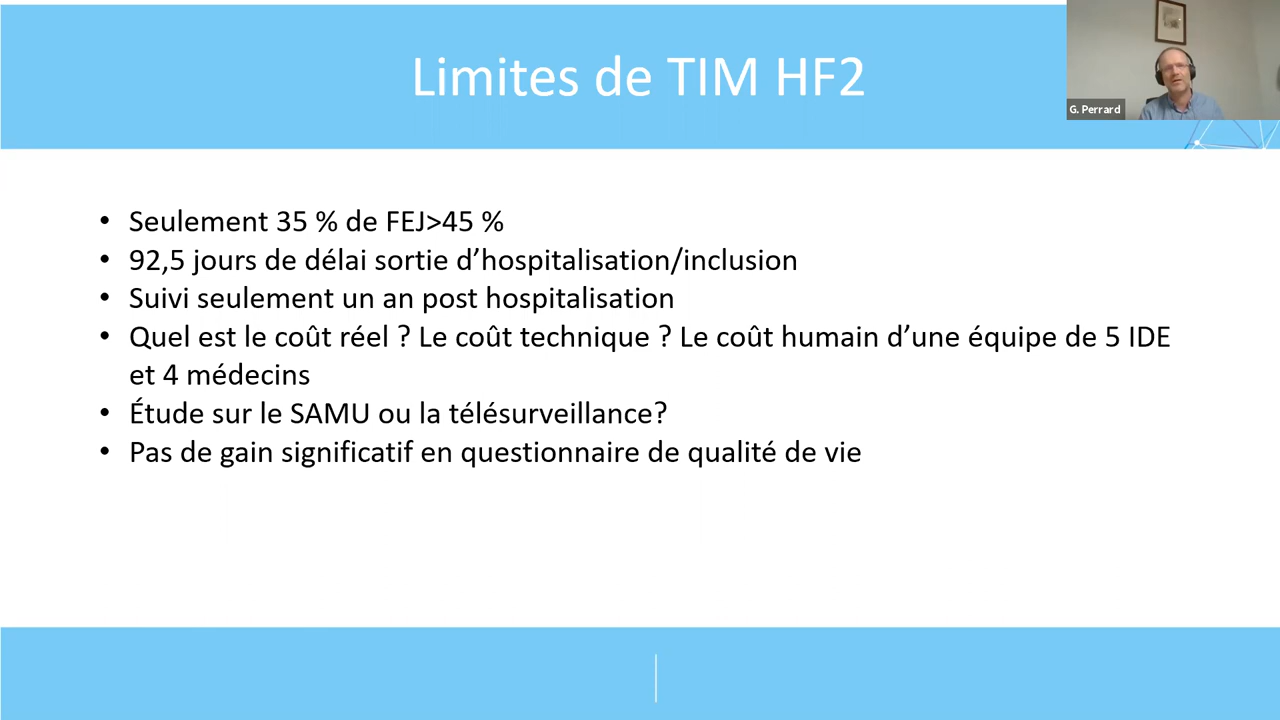 Limites de TIM HF2
G. Perrard
• Seulement 35 % de FEJ>45 %
• 92,5 jours de délai sortie d’hospitalisation/inclusion
• Suivi seulement un an post hospitalisation
• Quel est le coût réel ? Le coût technique ? Le coût humain d’une équipe de 5 IDE
et 4 médecins
• Étude sur le SAMU ou la télésurveillance?
• Pas de gain significatif en questionnaire de qualité de vie